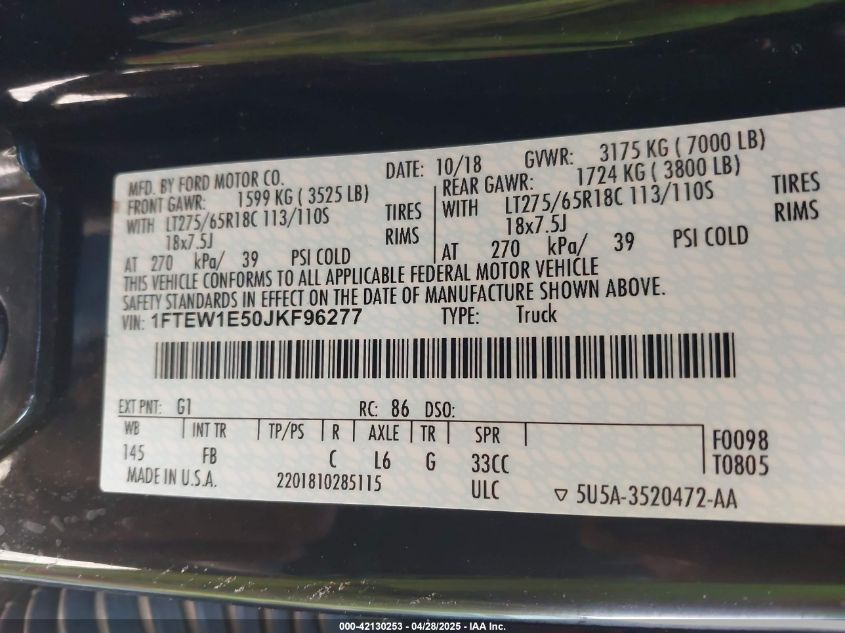 MFD. BY FORD MOTOR CO. DATE: 10/18 GVWR: 3175 KG ( 7000 LB)
FRONT GAWR: 1599 KG ( 3525 LB) REAR GAWR: 1724 KG ( 3800 LB)
WITH LT275/65R18C 113/110S TIRES WITH LT275/65R18C 113/110S TIRES
18x7.5J RIMS 18x7.5J RIMS
AT 270 kPa/ 39 PSI COLD AT 270 kPa/ 39 PSI COLD
THIS VEHICLE CONFORMS TO ALL APPLICABLE FEDERAL MOTOR VEHICLE
SAFETY STANDARDS IN EFFECT ON THE DATE OF MANUFACTURE SHOWN ABOVE.
VIN: 1FTEW1E50JKF96277 TYPE: Truck
EXT PNT: G1 RC: 86 DSO:
WB INT TR TP/PS R AXLE TR SPR F0098
145 FB C L6 G 33CC T0805
MADE IN U.S.A. 2201810285115 ULC ▽ 5U5A-3520472-AA
000-42130253 - 04/28/2025 - IAA Inc.